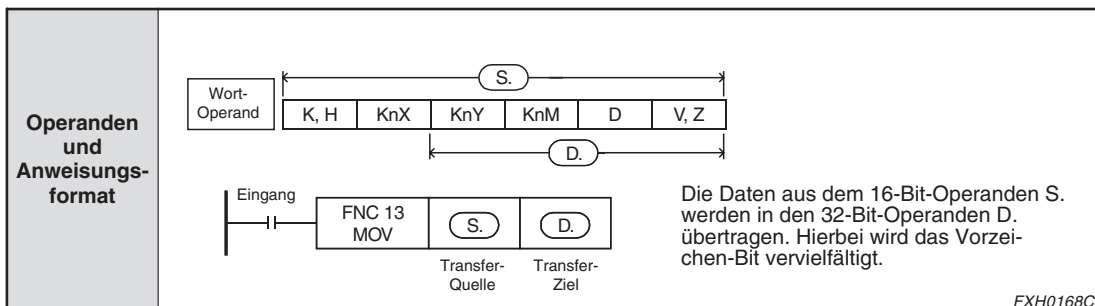 Operanden
und
Anweisungs-
format
Wort-
Operand
S.
K, H KnX KnY KnM D V, Z
D.
Eingang
FNC 13
MOV
S.
D.
Transfer-
Quelle
Transfer-
Ziel
Die Daten aus dem 16-Bit-Operanden S.
werden in den 32-Bit-Operanden D.
übertragen. Hierbei wird das Vorzei-
chen-Bit vervielfältigt.
FXH0168C